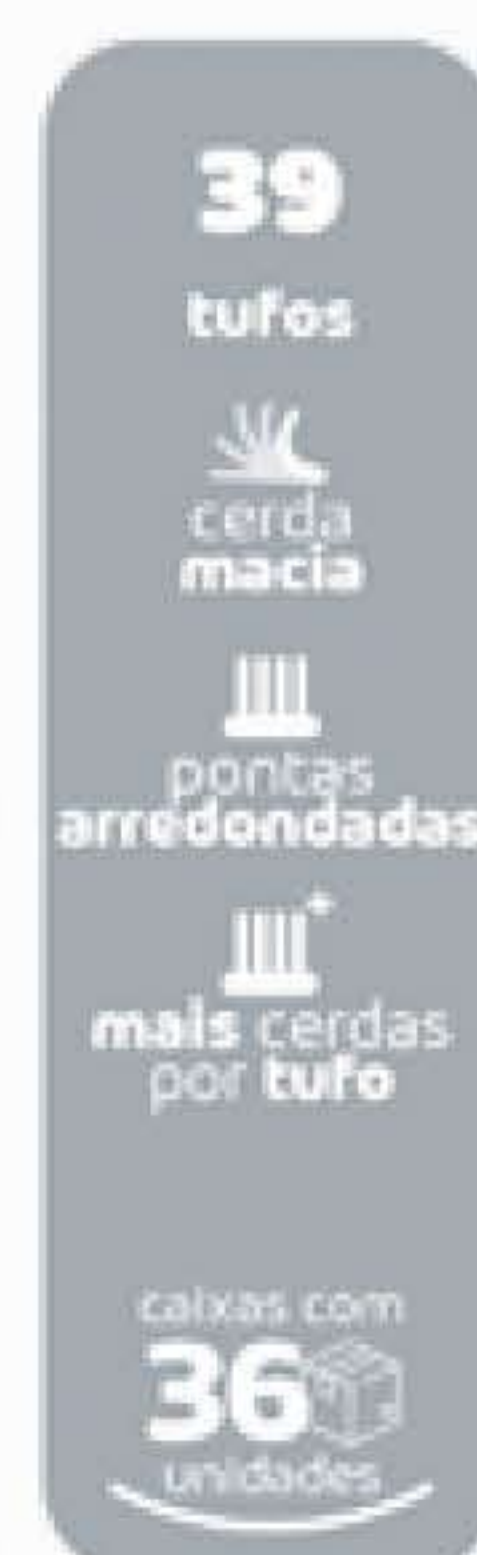 39
tufos
cerda
macia
pontas
arredondadas
mais cerdas
por tufo
caixas com
36
unidades